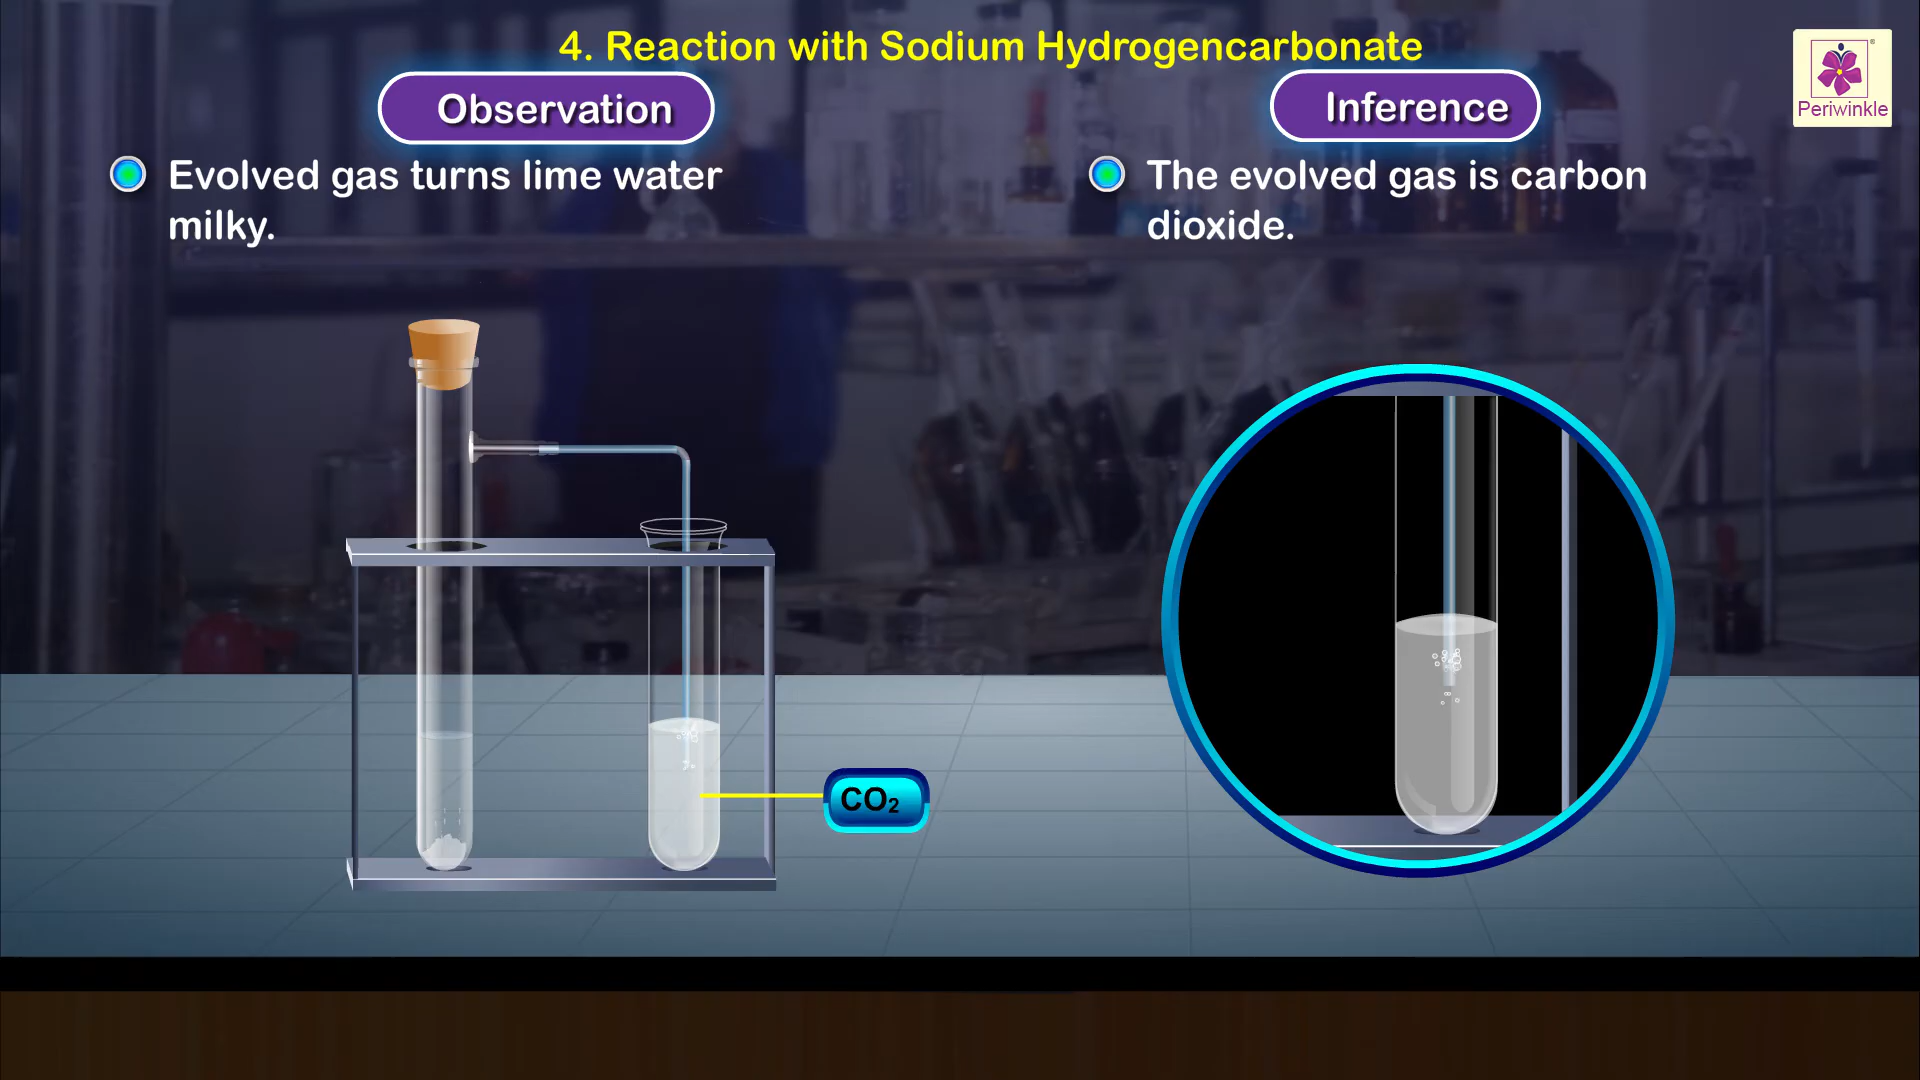 4. Reaction with Sodium Hydrogencarbonate
Observation
Evolved gas turns lime water
milky.
Inference
The evolved gas is carbon
dioxide.
Periwinkle
CO₂